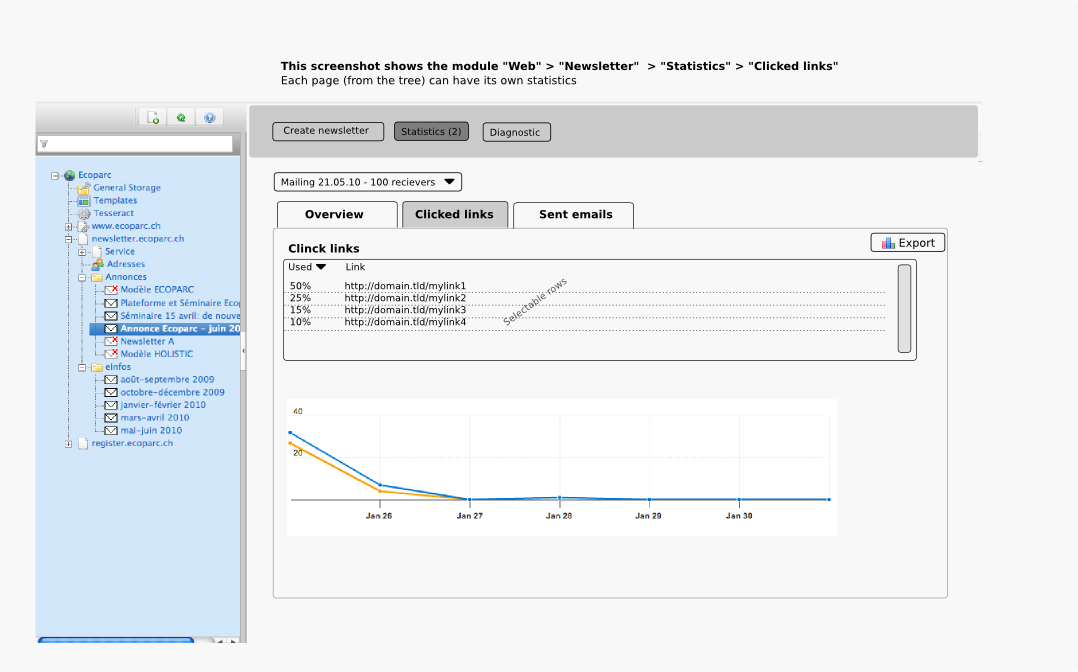 This screenshot shows the module "Web" > "Newsletter"  > "Statistics" > "Clicked links"
Each page (from the tree) can have its own statistics
Create newsletter
Statistics (2)
Diagnostic
Mailing 21.05.10 - 100 recievers
Overview
Clicked links
Sent emails
Export
Clinck links
Used Link
50% http://domain.tld/mylink1
25% http://domain.tld/mylink2
15% http://domain.tld/mylink3
10% http://domain.tld/mylink4
Selectable rows
40
20
Jan 26
Jan 27
Jan 28
Jan 29
Jan 30
Ecoparc
General Storage
Templates
Tesseract
www.ecoparc.ch
newsletter.ecoparc.ch
Service
Adresses
Annonces
Modèle ECOPARC
Plateforme et Séminaire Ecop
Séminaire 15 avril: de nouve
Annonce Ecoparc – juin 20
Newsletter A
Modèle HOLISTIC
eInfos
août-septembre 2009
octobre-décembre 2009
janvier-février 2010
mars-avril 2010
mai-juin 2010
register.ecoparc.ch